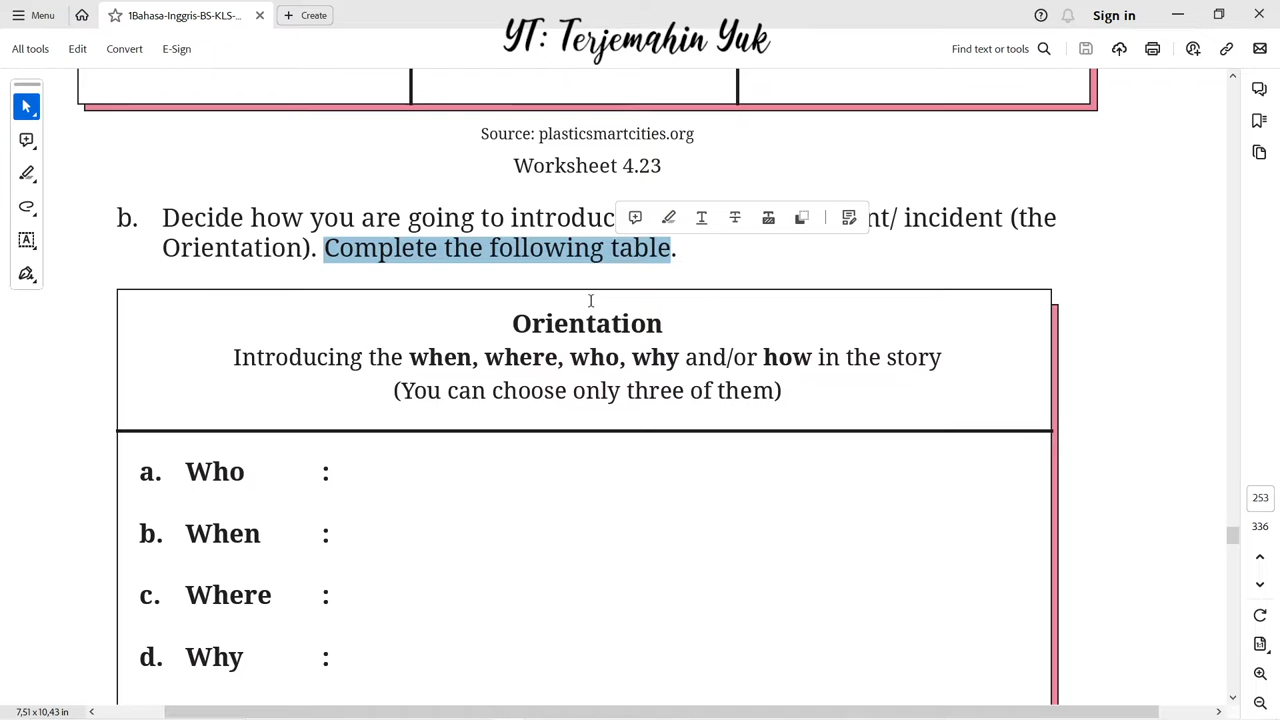 Menu
1Bahasa-Inggris-BS-KLS-...
Create
Sign in
YT: Terjemahin Yuk
All tools Edit Convert E-Sign
Find text or tools
Source: plasticsmartcities.org
Worksheet 4.23
b. Decide how you are going to introduc nt/ incident (the
Orientation). Complete the following table.
Orientation
Introducing the when, where, who, why and/or how in the story
(You can choose only three of them)
a. Who :
b. When :
c. Where :
d. Why :
253
336
7,51 x 10,43 in